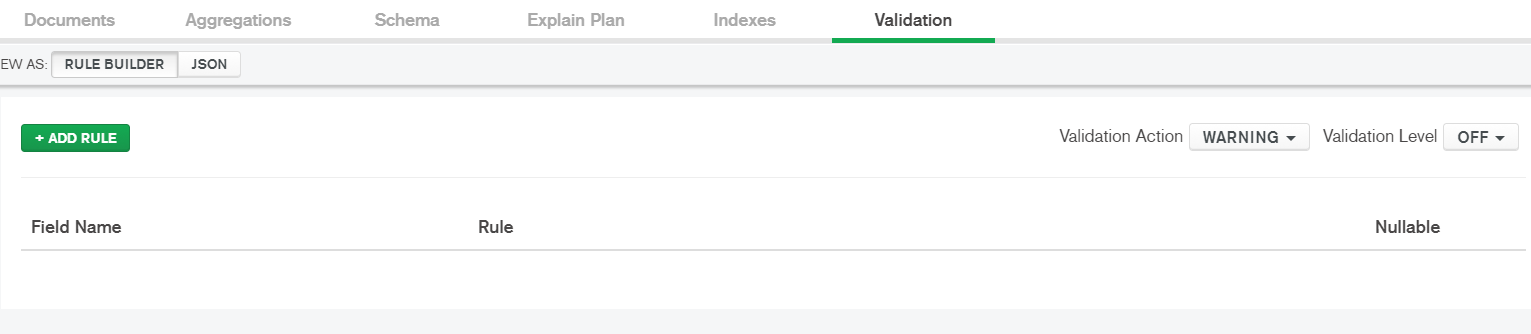 Documents Aggregations Schema Explain Plan Indexes Validation
EW AS: RULE BUILDER JSON
+ ADD RULE Validation Action WARNING Validation Level OFF
Field Name Rule Nullable